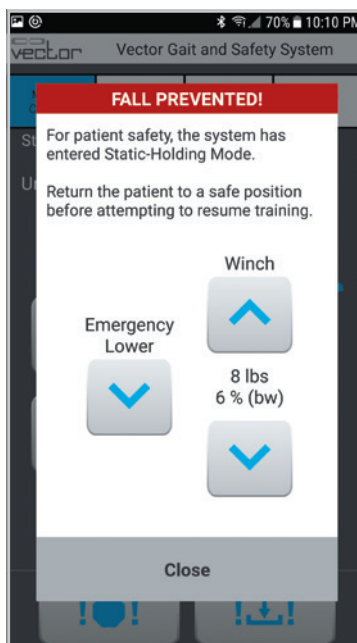 70% 10:10 PM
vector Vector Gait and Safety System
FALL PREVENTED!
For patient safety, the system has
entered Static-Holding Mode.
Return the patient to a safe position
before attempting to resume training.
Winch
Emergency
Lower
8 lbs
6 % (bw)
Close
! !
! !